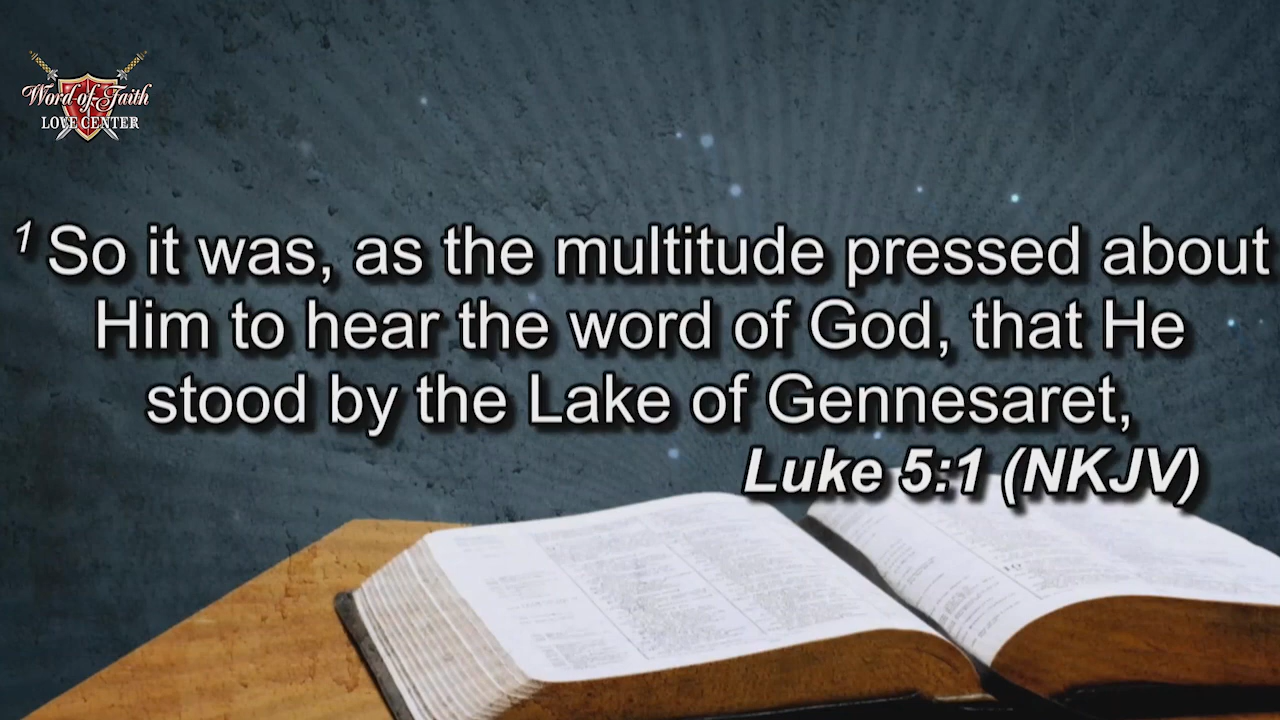 Word of Faith
LOVE CENTER
1 So it was, as the multitude pressed about
Him to hear the word of God, that He
stood by the Lake of Gennesaret,
Luke 5:1 (NKJV)